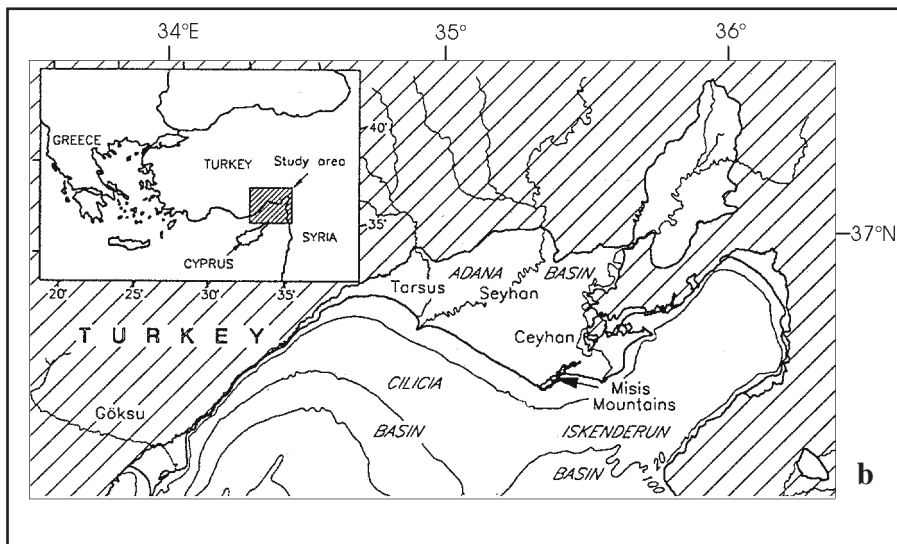 34°E 35° 36°
40°
GREECE
TURKEY Study area
35°
SYRIA
CYPRUS
20° 25° 30° 35°
37°N
ADANA BASIN
Tarsus
Seyhan
TURKEY
Ceyhan
CILICIA
Misis
Mountains
Göksu
BASIN
ISKENDERUN
BASIN
20
100
b